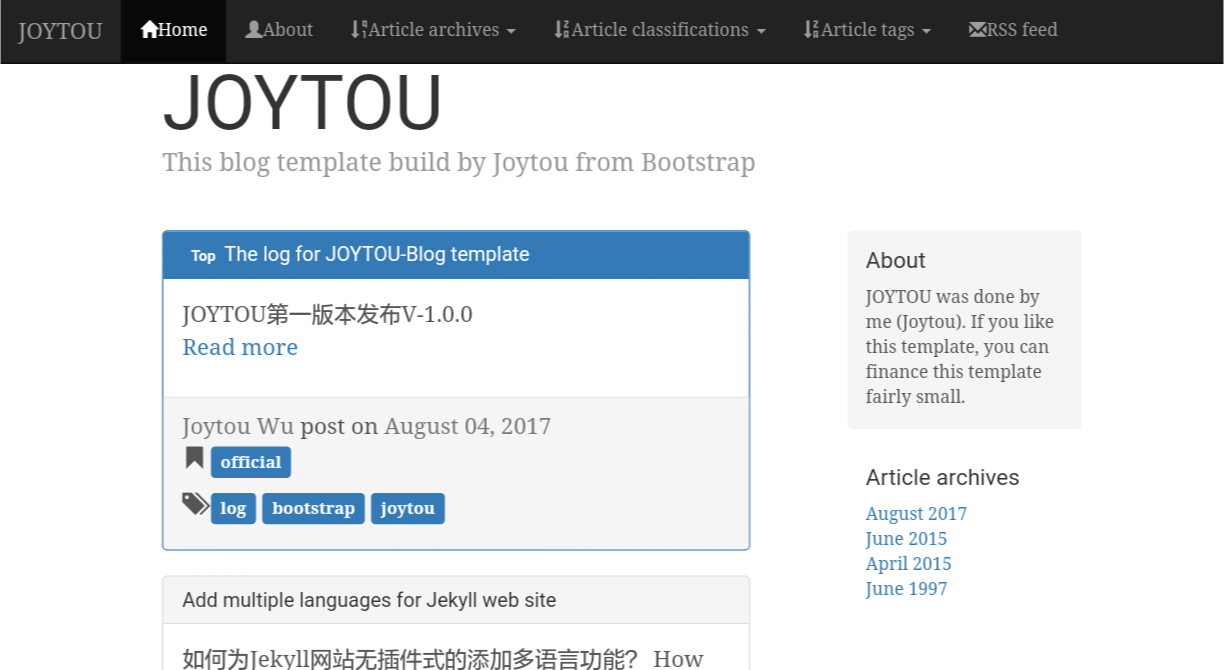 JOYTOU Home About Article archives Article classifications Article tags RSS feed
JOYTOU
This blog template build by Joytou from Bootstrap
Top The log for JOYTOU-Blog template
JOYTOU第一版本发布V-1.0.0
Read more
Joytou Wu post on August 04, 2017
official
log bootstrap joytou
Add multiple languages for Jekyll web site
如何为Jekyll网站无插件式的添加多语言功能？ How
About
JOYTOU was done by
me (Joytou). If you like
this template, you can
finance this template
fairly small.
Article archives
August 2017
June 2015
April 2015
June 1997